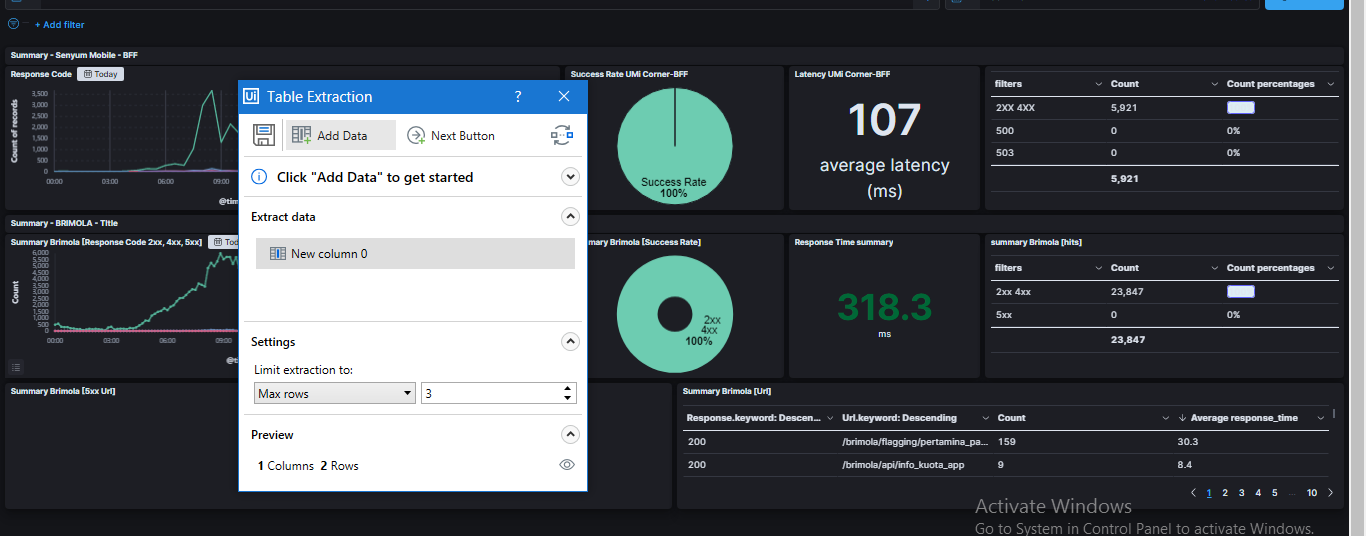 + Add filter
Summary - Senyum Mobile - BFF
Response Code Today
Count of records
3,500
3,000
2,500
2,000
1,500
1,000
500
0
00:00 03:00 06:00 09:00
Success Rate UMi Corner-BFF
Success Rate
100%
Latency UMi Corner-BFF
107
average latency
(ms)
filters Count Count percentages
2XX 4XX 5,921
500 0 0%
503 0 0%
5,921
Summary - BRIMOLA - Title
Summary Brimola [Response Code 2xx, 4xx, 5xx]
Count
6,000
5,500
5,000
4,500
4,000
3,500
3,000
2,500
2,000
1,500
1,000
500
0
00:00 03:00 06:00 09:00
Brimola [Success Rate]
2xx
4xx
100%
Response Time summary
318.3
ms
summary Brimola [hits]
filters Count Count percentages
2xx 4xx 23,847
5xx 0 0%
23,847
Summary Brimola [5xx Url]
Summary Brimola [Url]
Response.keyword: Descen... Url.keyword: Descending Count Average response_time
200 /brimola/flagging/pertamina_pa... 159 30.3
200 /brimola/api/info_kuota_app 9 8.4
1 2 3 4 5 ... 10
Ui Table Extraction ?
Add Data Next Button
Click "Add Data" to get started
Extract data
New column 0
Settings
Limit extraction to:
Max rows 3
Preview
1 Columns 2 Rows
Activate Windows
Go to System in Control Panel to activate Windows.